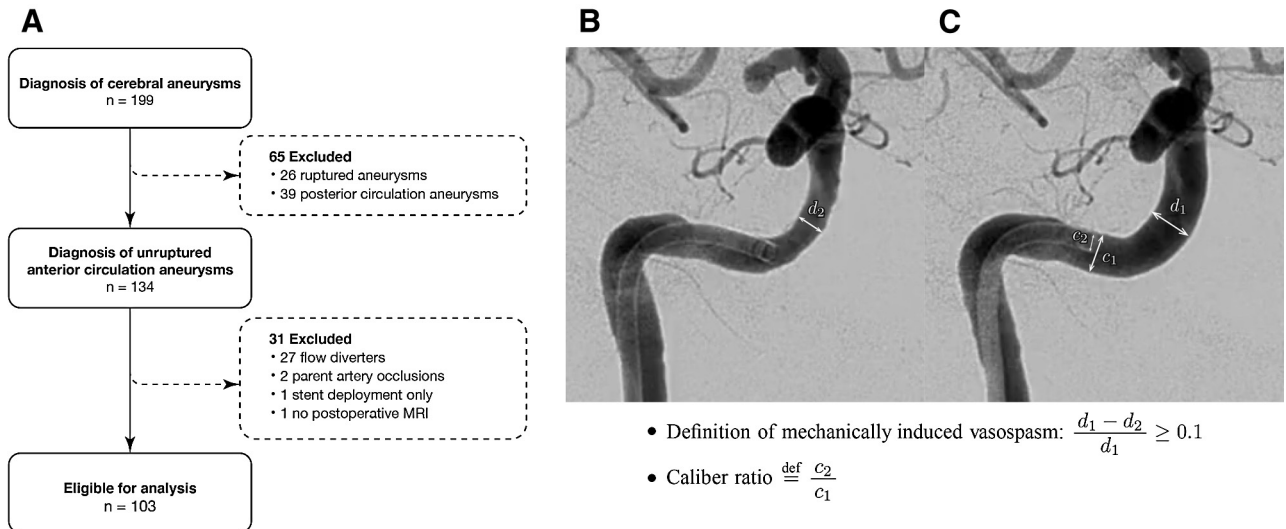 A
Diagnosis of cerebral aneurysms
n = 199
65 Excluded
• 26 ruptured aneurysms
• 39 posterior circulation aneurysms
Diagnosis of unruptured
anterior circulation aneurysms
n = 134
31 Excluded
• 27 flow diverters
• 2 parent artery occlusions
• 1 stent deployment only
• 1 no postoperative MRI
Eligible for analysis
n = 103
B
d₂
C
d₁
c₂
c₁
• Definition of mechanically induced vasospasm: (d₁ − d₂)/d₁ ≥ 0.1
• Caliber ratio ≝ c₂/c₁